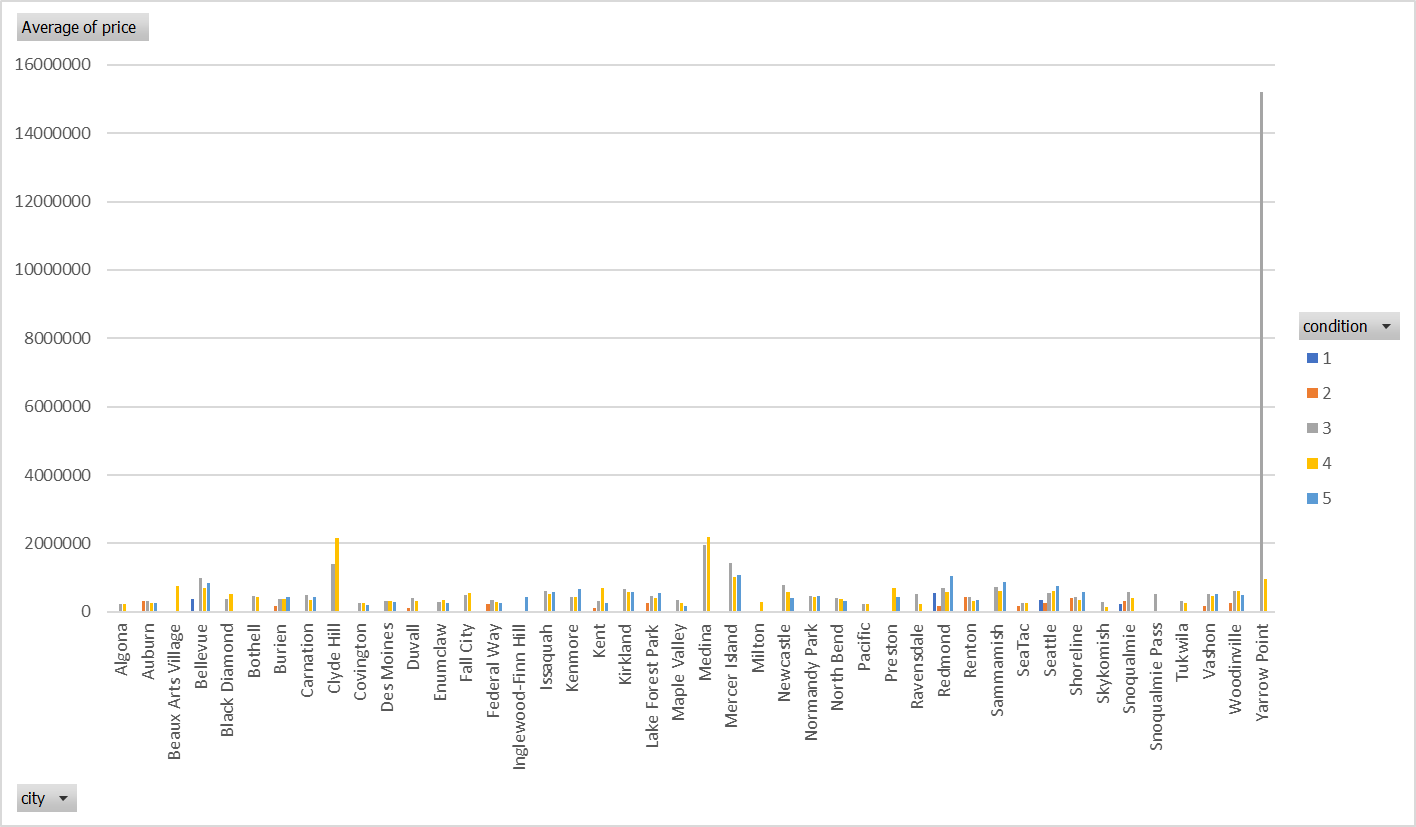 Average of price
16000000
14000000
12000000
10000000
8000000
6000000
4000000
2000000
0
Algona
Auburn
Beaux Arts Village
Bellevue
Black Diamond
Bothell
Burien
Carnation
Clyde Hill
Covington
Des Moines
Duvall
Enumclaw
Fall City
Federal Way
Inglewood-Finn Hill
Issaquah
Kenmore
Kent
Kirkland
Lake Forest Park
Maple Valley
Medina
Mercer Island
Milton
Newcastle
Normandy Park
North Bend
Pacific
Preston
Ravensdale
Redmond
Renton
Sammamish
SeaTac
Seattle
Shoreline
Skykomish
Snoqualmie
Snoqualmie Pass
Tukwila
Vashon
Woodinville
Yarrow Point
condition
1
2
3
4
5
city